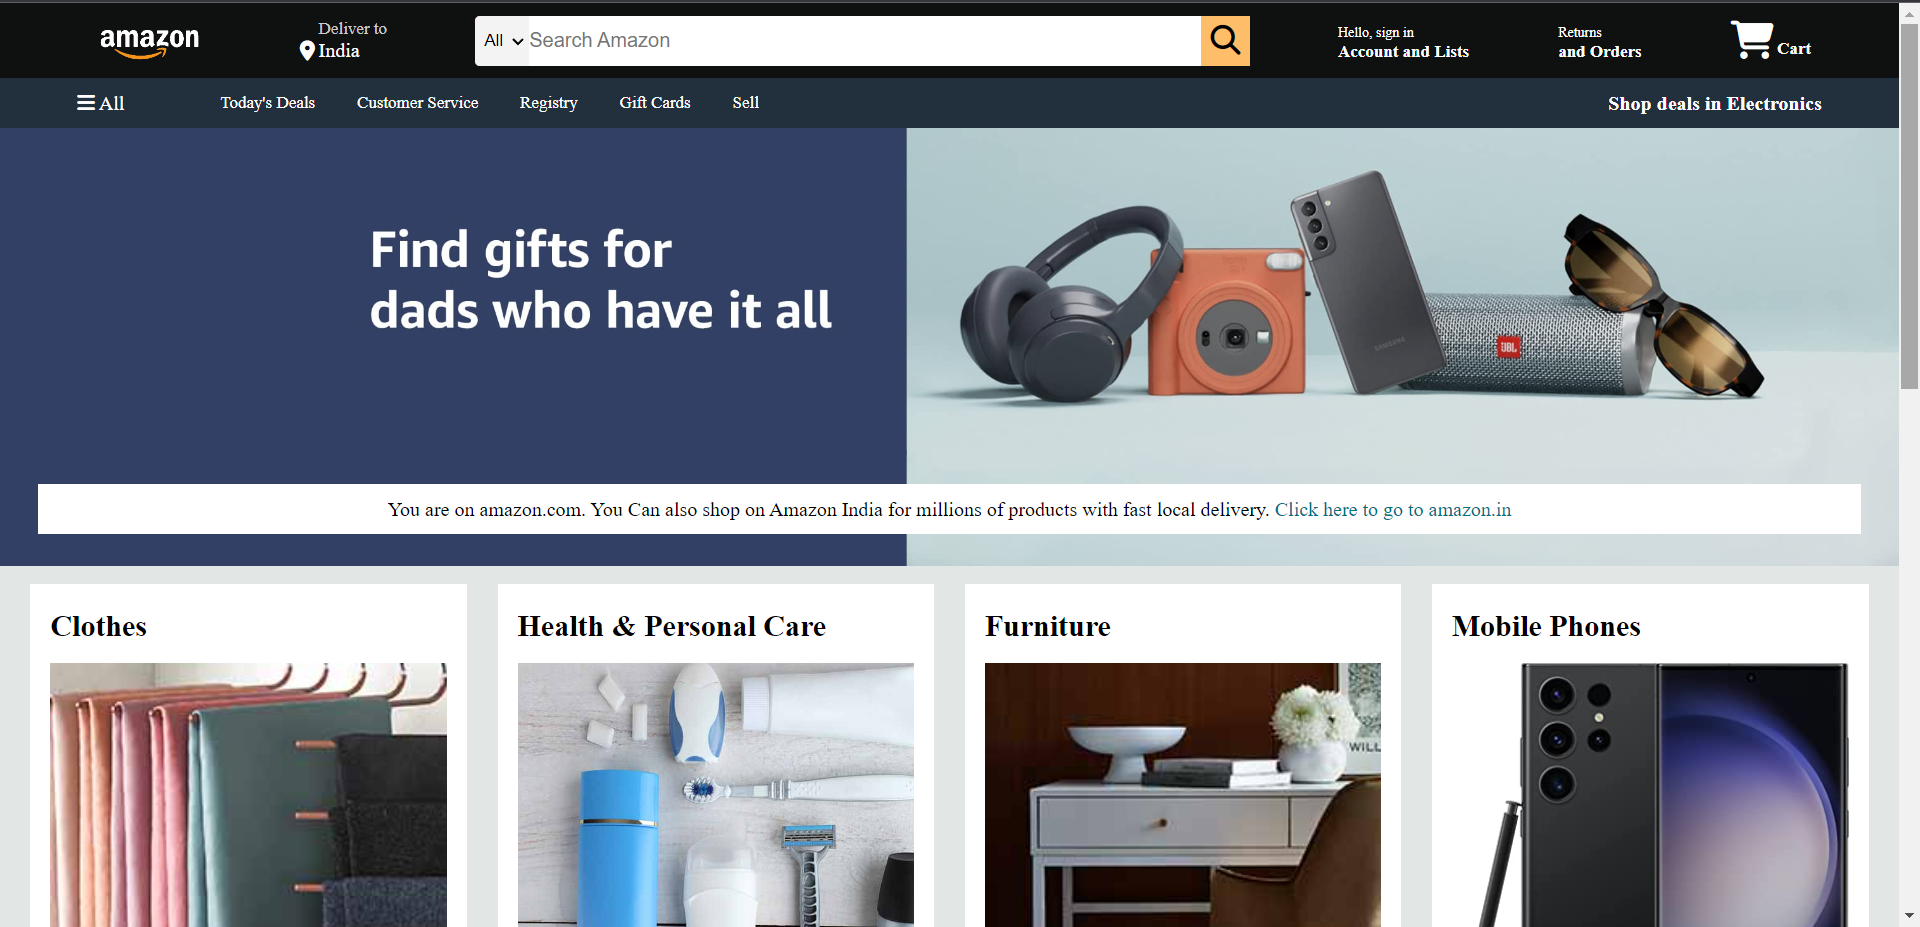 amazon
Deliver to
India
All
Search Amazon
Hello, sign in
Account and Lists
Returns
and Orders
Cart
All
Today's Deals
Customer Service
Registry
Gift Cards
Sell
Shop deals in Electronics
Find gifts for
dads who have it all
SAMSUNG
JBL
You are on amazon.com. You Can also shop on Amazon India for millions of products with fast local delivery. Click here to go to amazon.in
Clothes
Health & Personal Care
Furniture
Mobile Phones
WILL